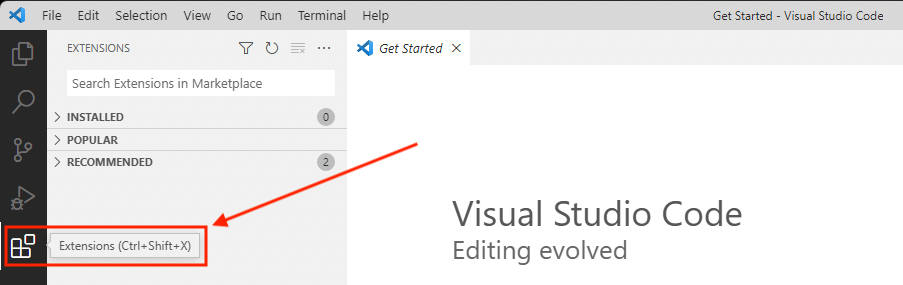 File Edit Selection View Go Run Terminal Help Get Started - Visual Studio Code
EXTENSIONS
Get Started
Search Extensions in Marketplace
INSTALLED 0
POPULAR
RECOMMENDED 2
Visual Studio Code
Editing evolved
Extensions (Ctrl+Shift+X)